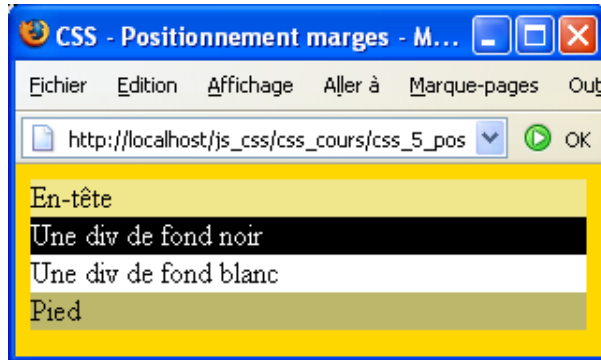 CSS - Positionnement marges - M...
Fichier Edition Affichage Aller à Marque-pages Out
http://localhost/js_css/css_cours/css_5_pos OK
En-tête
Une div de fond noir
Une div de fond blanc
Pied